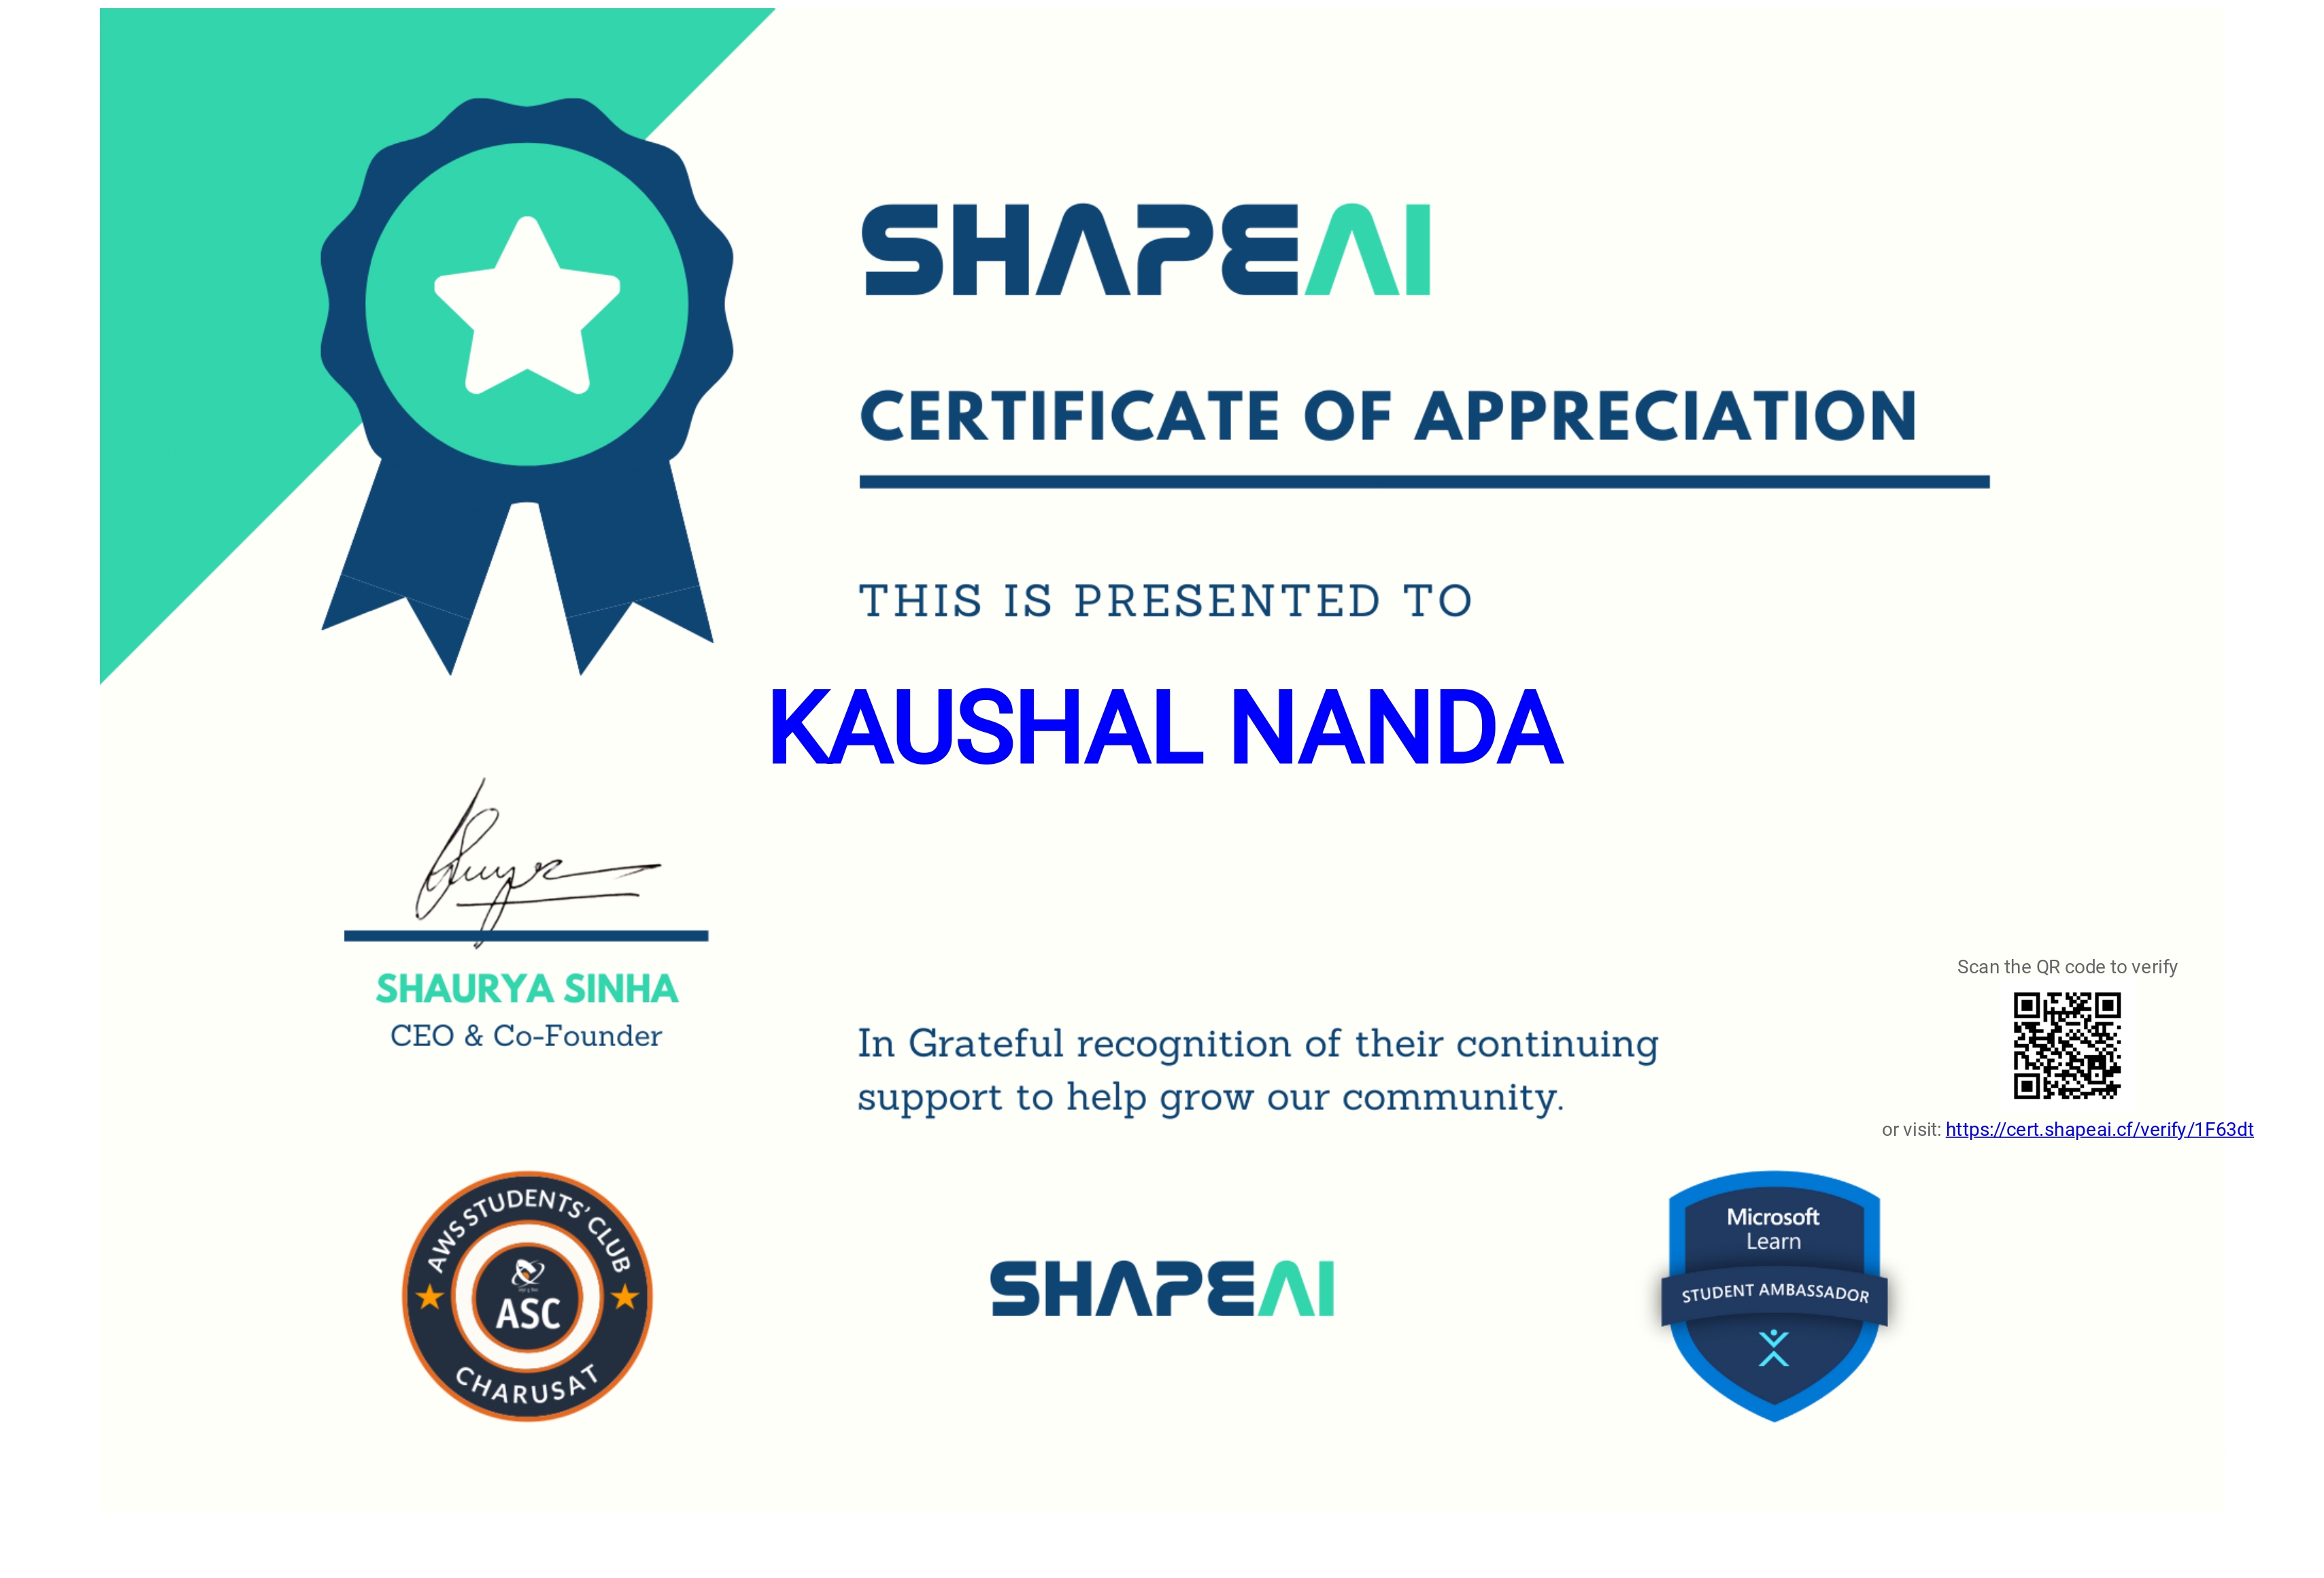 SHAPEAI
CERTIFICATE OF APPRECIATION
THIS IS PRESENTED TO
KAUSHAL NANDA
SHAURYA SINHA
CEO & Co-Founder
In Grateful recognition of their continuing
support to help grow our community.
Scan the QR code to verify
or visit: https://cert.shapeai.cf/verify/1F63dt
AWS STUDENTS' CLUB
ASC
CHARUSAT
SHAPEAI
Microsoft
Learn
STUDENT AMBASSADOR